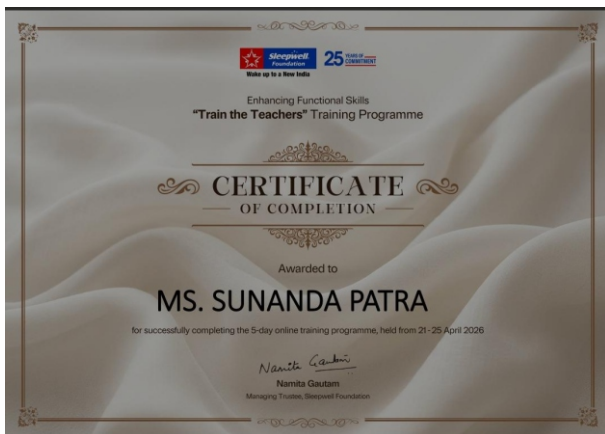 Sleepwell
Foundation
Wake up to a New India
25 YEARS OF
COMMITMENT
Enhancing Functional Skills
"Train the Teachers" Training Programme
CERTIFICATE
OF COMPLETION
Awarded to
MS. SUNANDA PATRA
for successfully completing the 5-day online training programme, held from 21-25 April 2026
Namita Gautam
Namita Gautam
Managing Trustee, Sleepwell Foundation